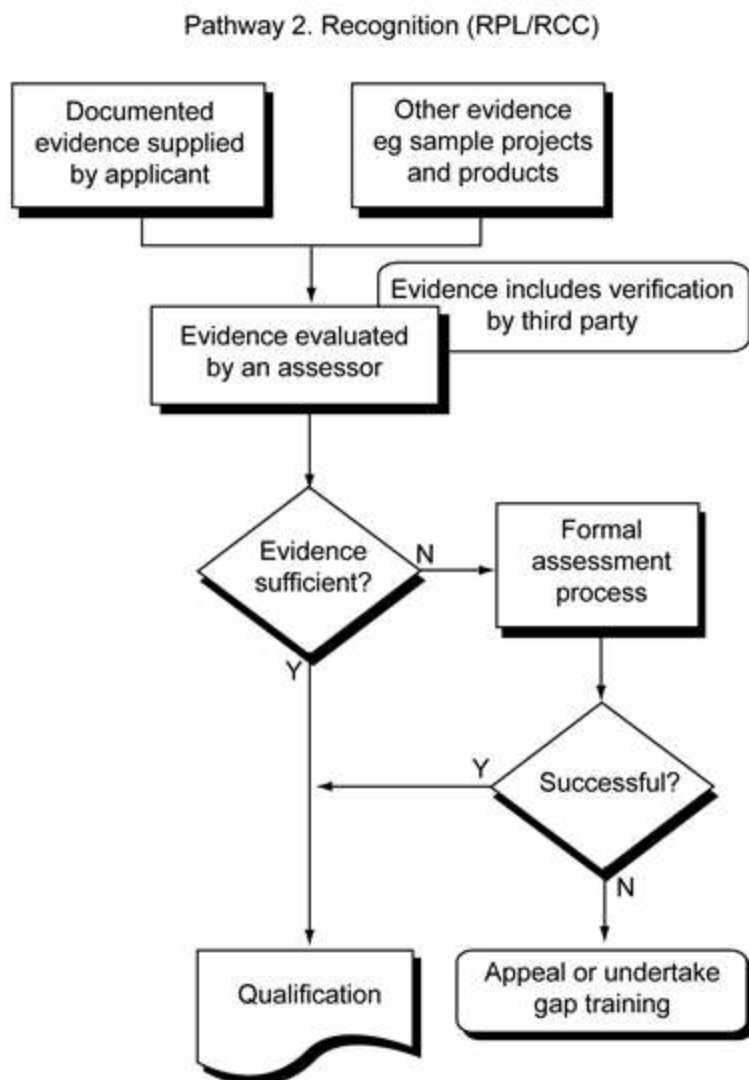 Pathway 2. Recognition (RPL/RCC)
Documented
evidence supplied
by applicant
Other evidence
eg sample projects
and products
Evidence includes verification
by third party
Evidence evaluated
by an assessor
Evidence
sufficient?
N
Formal
assessment
process
Y
Y
Successful?
N
Qualification
Appeal or undertake
gap training